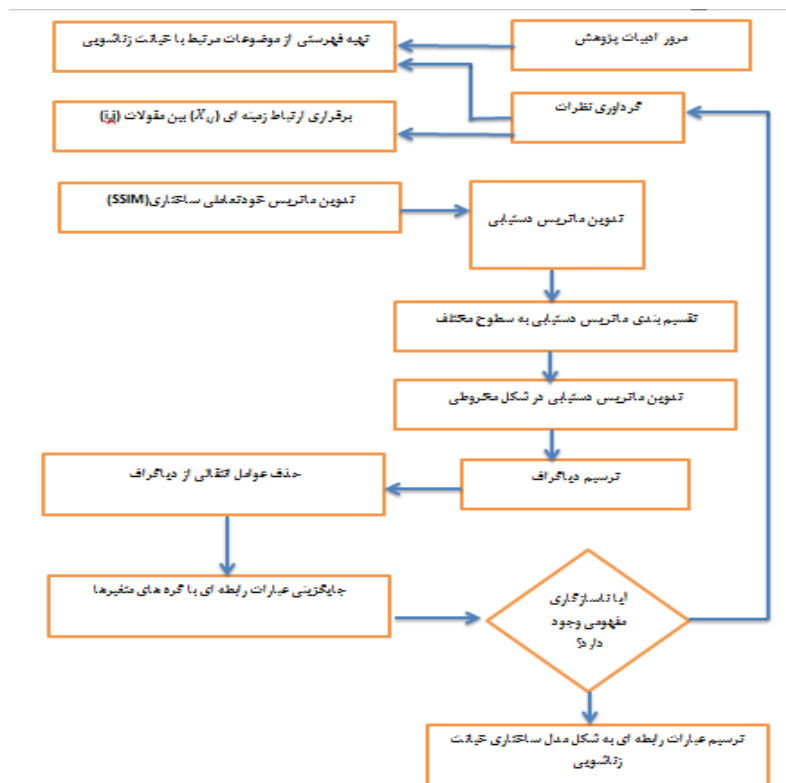 مرور ادبیات پژوهش
تهیه فهرستی از موضوعات مرتبط با خیانت زناشویی
گرداوری نظرات
برقراری ارتباط زمینه ای (Xij) بین مقولات (i,j)
تدوین ماتریس خودتعاملی ساختاری(SSIM)
تدوین ماتریس دستیابی
تقسیم بندی ماتریس دستیابی به سطوح مختلف
تدوین ماتریس دستیابی در شکل مخروطی
ترسیم دیاگراف
حذف عوامل انتقالی از دیاگراف
جایگزینی عبارات رابطه ای با گره های متغیرها
آیا ناسازگاری
مفهومی وجود
دارد؟
ترسیم عبارات رابطه ای به شکل مدل ساختاری خیانت
زناشویی